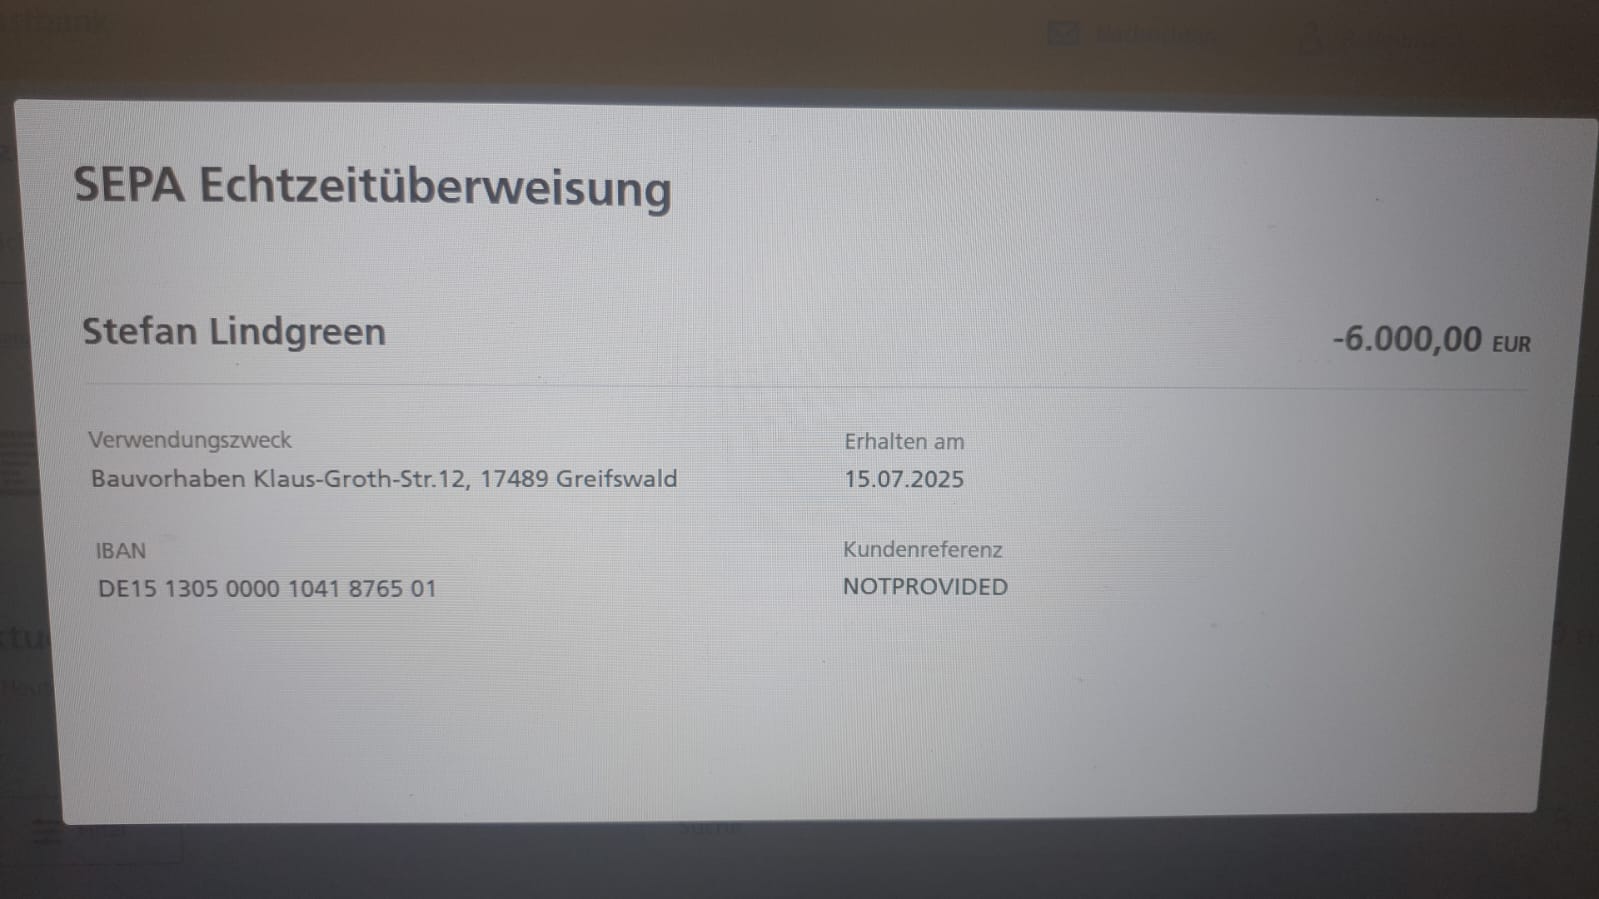 SEPA Echtzeitüberweisung
Stefan Lindgreen
-6.000,00 EUR
Verwendungszweck
Bauvorhaben Klaus-Groth-Str.12, 17489 Greifswald
Erhalten am
15.07.2025
IBAN
DE15 1305 0000 1041 8765 01
Kundenreferenz
NOTPROVIDED